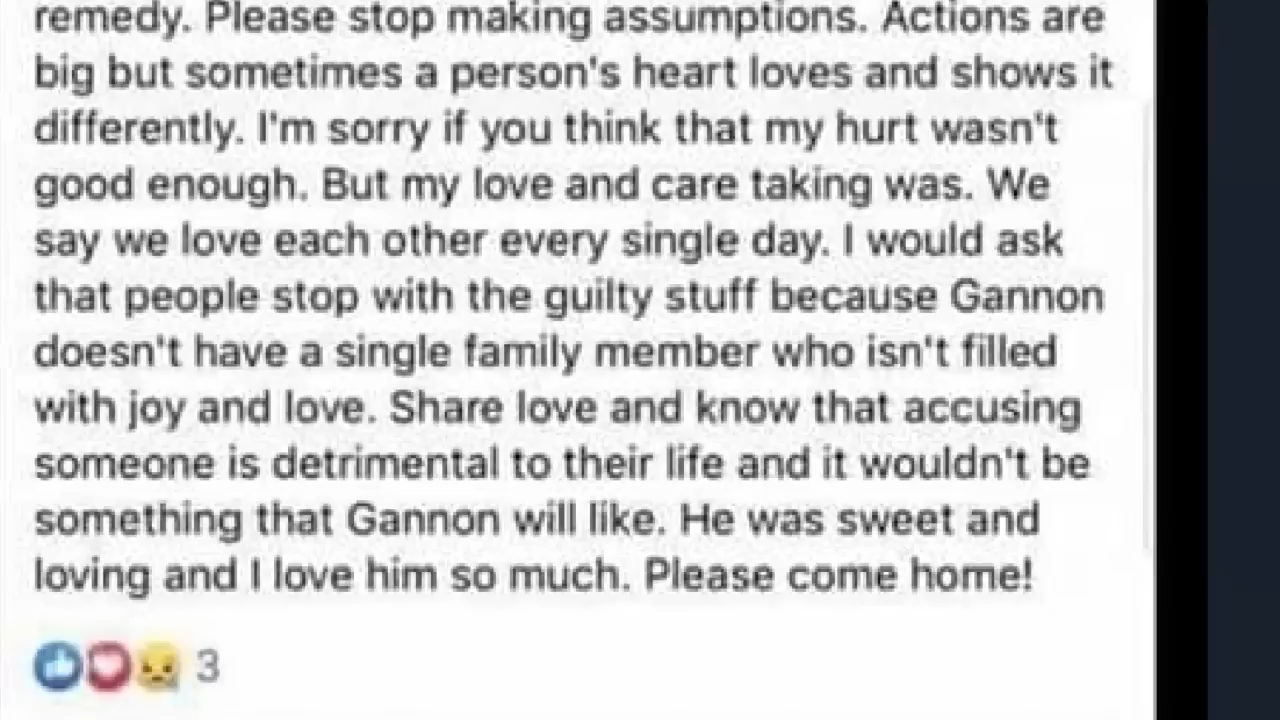 remedy. Please stop making assumptions. Actions are
big but sometimes a person's heart loves and shows it
differently. I'm sorry if you think that my hurt wasn't
good enough. But my love and care taking was. We
say we love each other every single day. I would ask
that people stop with the guilty stuff because Gannon
doesn't have a single family member who isn't filled
with joy and love. Share love and know that accusing
someone is detrimental to their life and it wouldn't be
something that Gannon will like. He was sweet and
loving and I love him so much. Please come home!
3